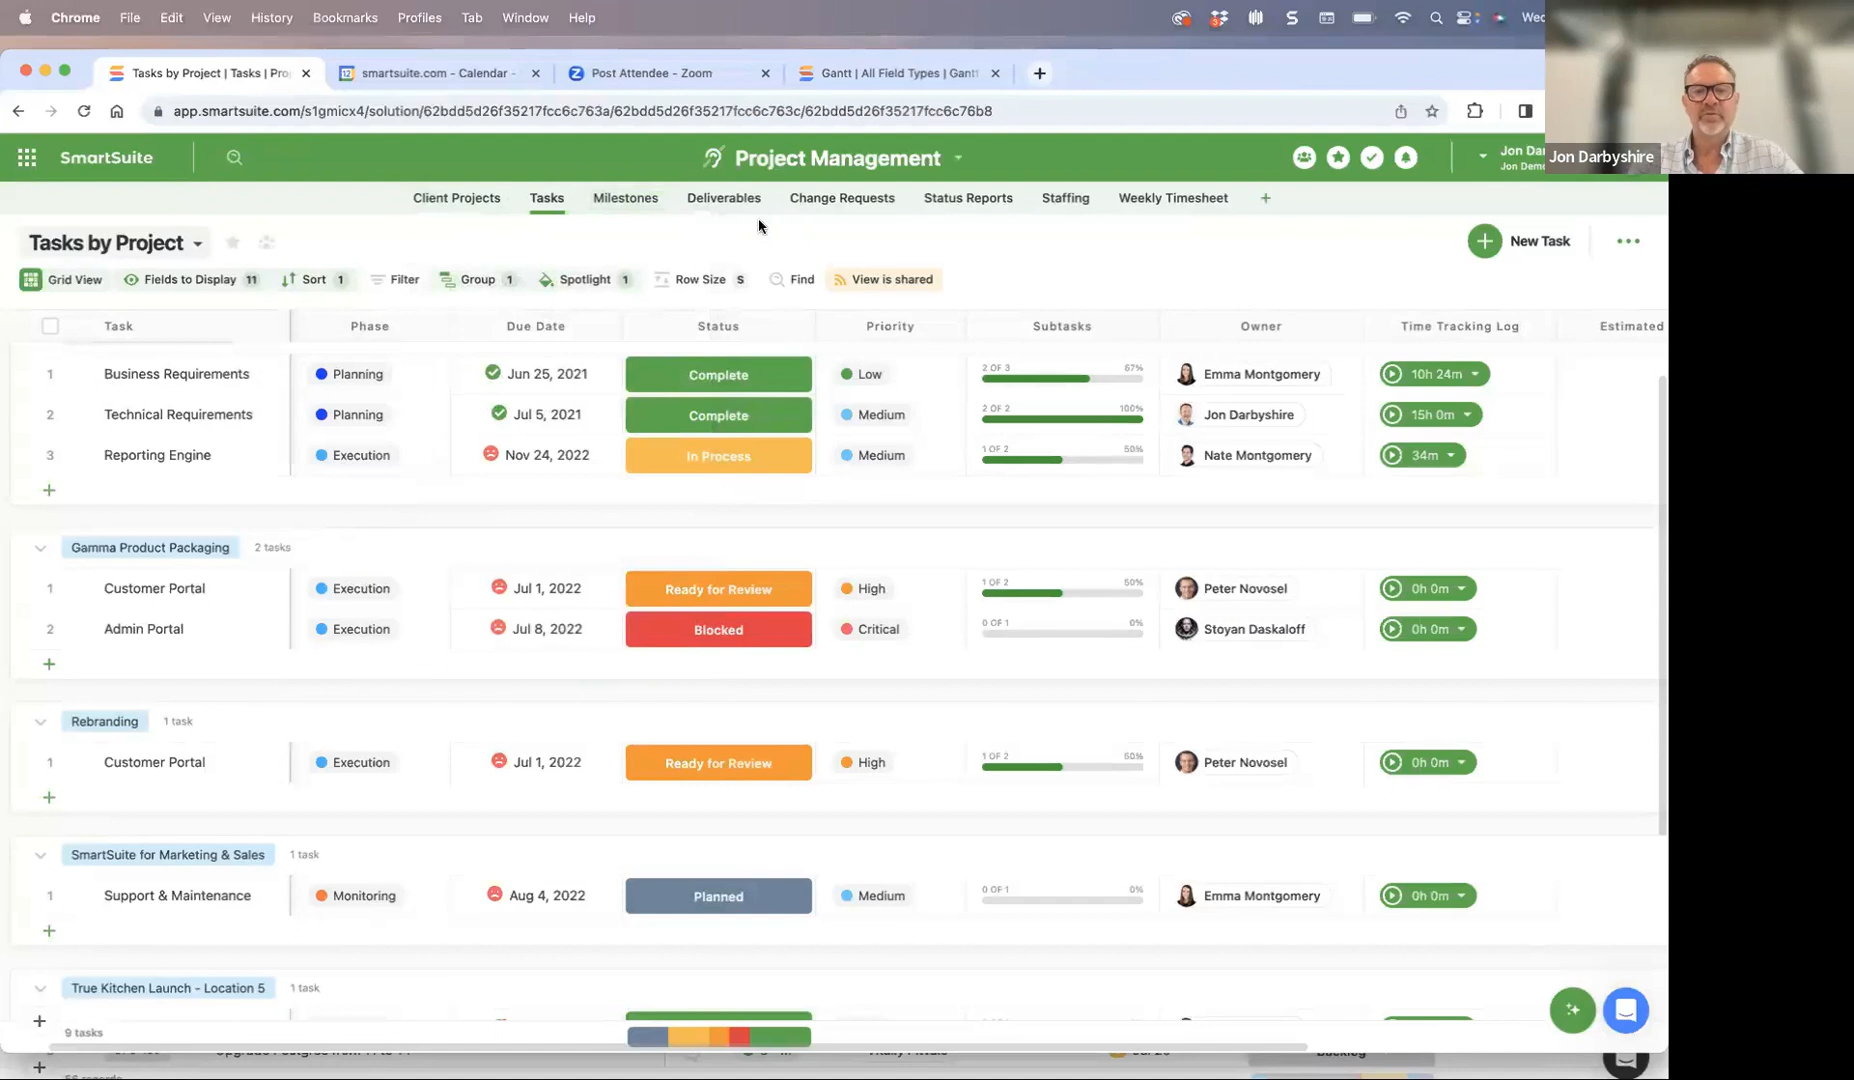 Chrome File Edit View History Bookmarks Profiles Tab Window Help
3
Wed
Tasks by Project | Tasks | Pro
smartsuite.com - Calendar -
Post Attendee - Zoom
Gantt | All Field Types | Gantt
app.smartsuite.com/s1gmicx4/solution/62bdd5d26f35217fcc6c763a/62bdd5d26f35217fcc6c763c/62bdd5d26f35217fcc6c76b8
SmartSuite
Project Management
Jon Dar
Jon Demo
Jon Darbyshire
Client Projects Tasks Milestones Deliverables Change Requests Status Reports Staffing Weekly Timesheet +
Tasks by Project
New Task
Grid View Fields to Display 11 Sort 1 Filter Group 1 Spotlight 1 Row Size S Find View is shared
Task Phase Due Date Status Priority Subtasks Owner Time Tracking Log Estimated
1 Business Requirements Planning Jun 25, 2021 Complete Low 2 OF 3 67% Emma Montgomery 10h 24m
2 Technical Requirements Planning Jul 5, 2021 Complete Medium 2 OF 2 100% Jon Darbyshire 15h 0m
3 Reporting Engine Execution Nov 24, 2022 In Process Medium 1 OF 2 50% Nate Montgomery 34m
+
Gamma Product Packaging 2 tasks
1 Customer Portal Execution Jul 1, 2022 Ready for Review High 1 OF 2 50% Peter Novosel 0h 0m
2 Admin Portal Execution Jul 8, 2022 Blocked Critical 0 OF 1 0% Stoyan Daskaloff 0h 0m
+
Rebranding 1 task
1 Customer Portal Execution Jul 1, 2022 Ready for Review High 1 OF 2 50% Peter Novosel 0h 0m
+
SmartSuite for Marketing & Sales 1 task
1 Support & Maintenance Monitoring Aug 4, 2022 Planned Medium 0 OF 1 0% Emma Montgomery 0h 0m
+
True Kitchen Launch - Location 5 1 task
+ 9 tasks